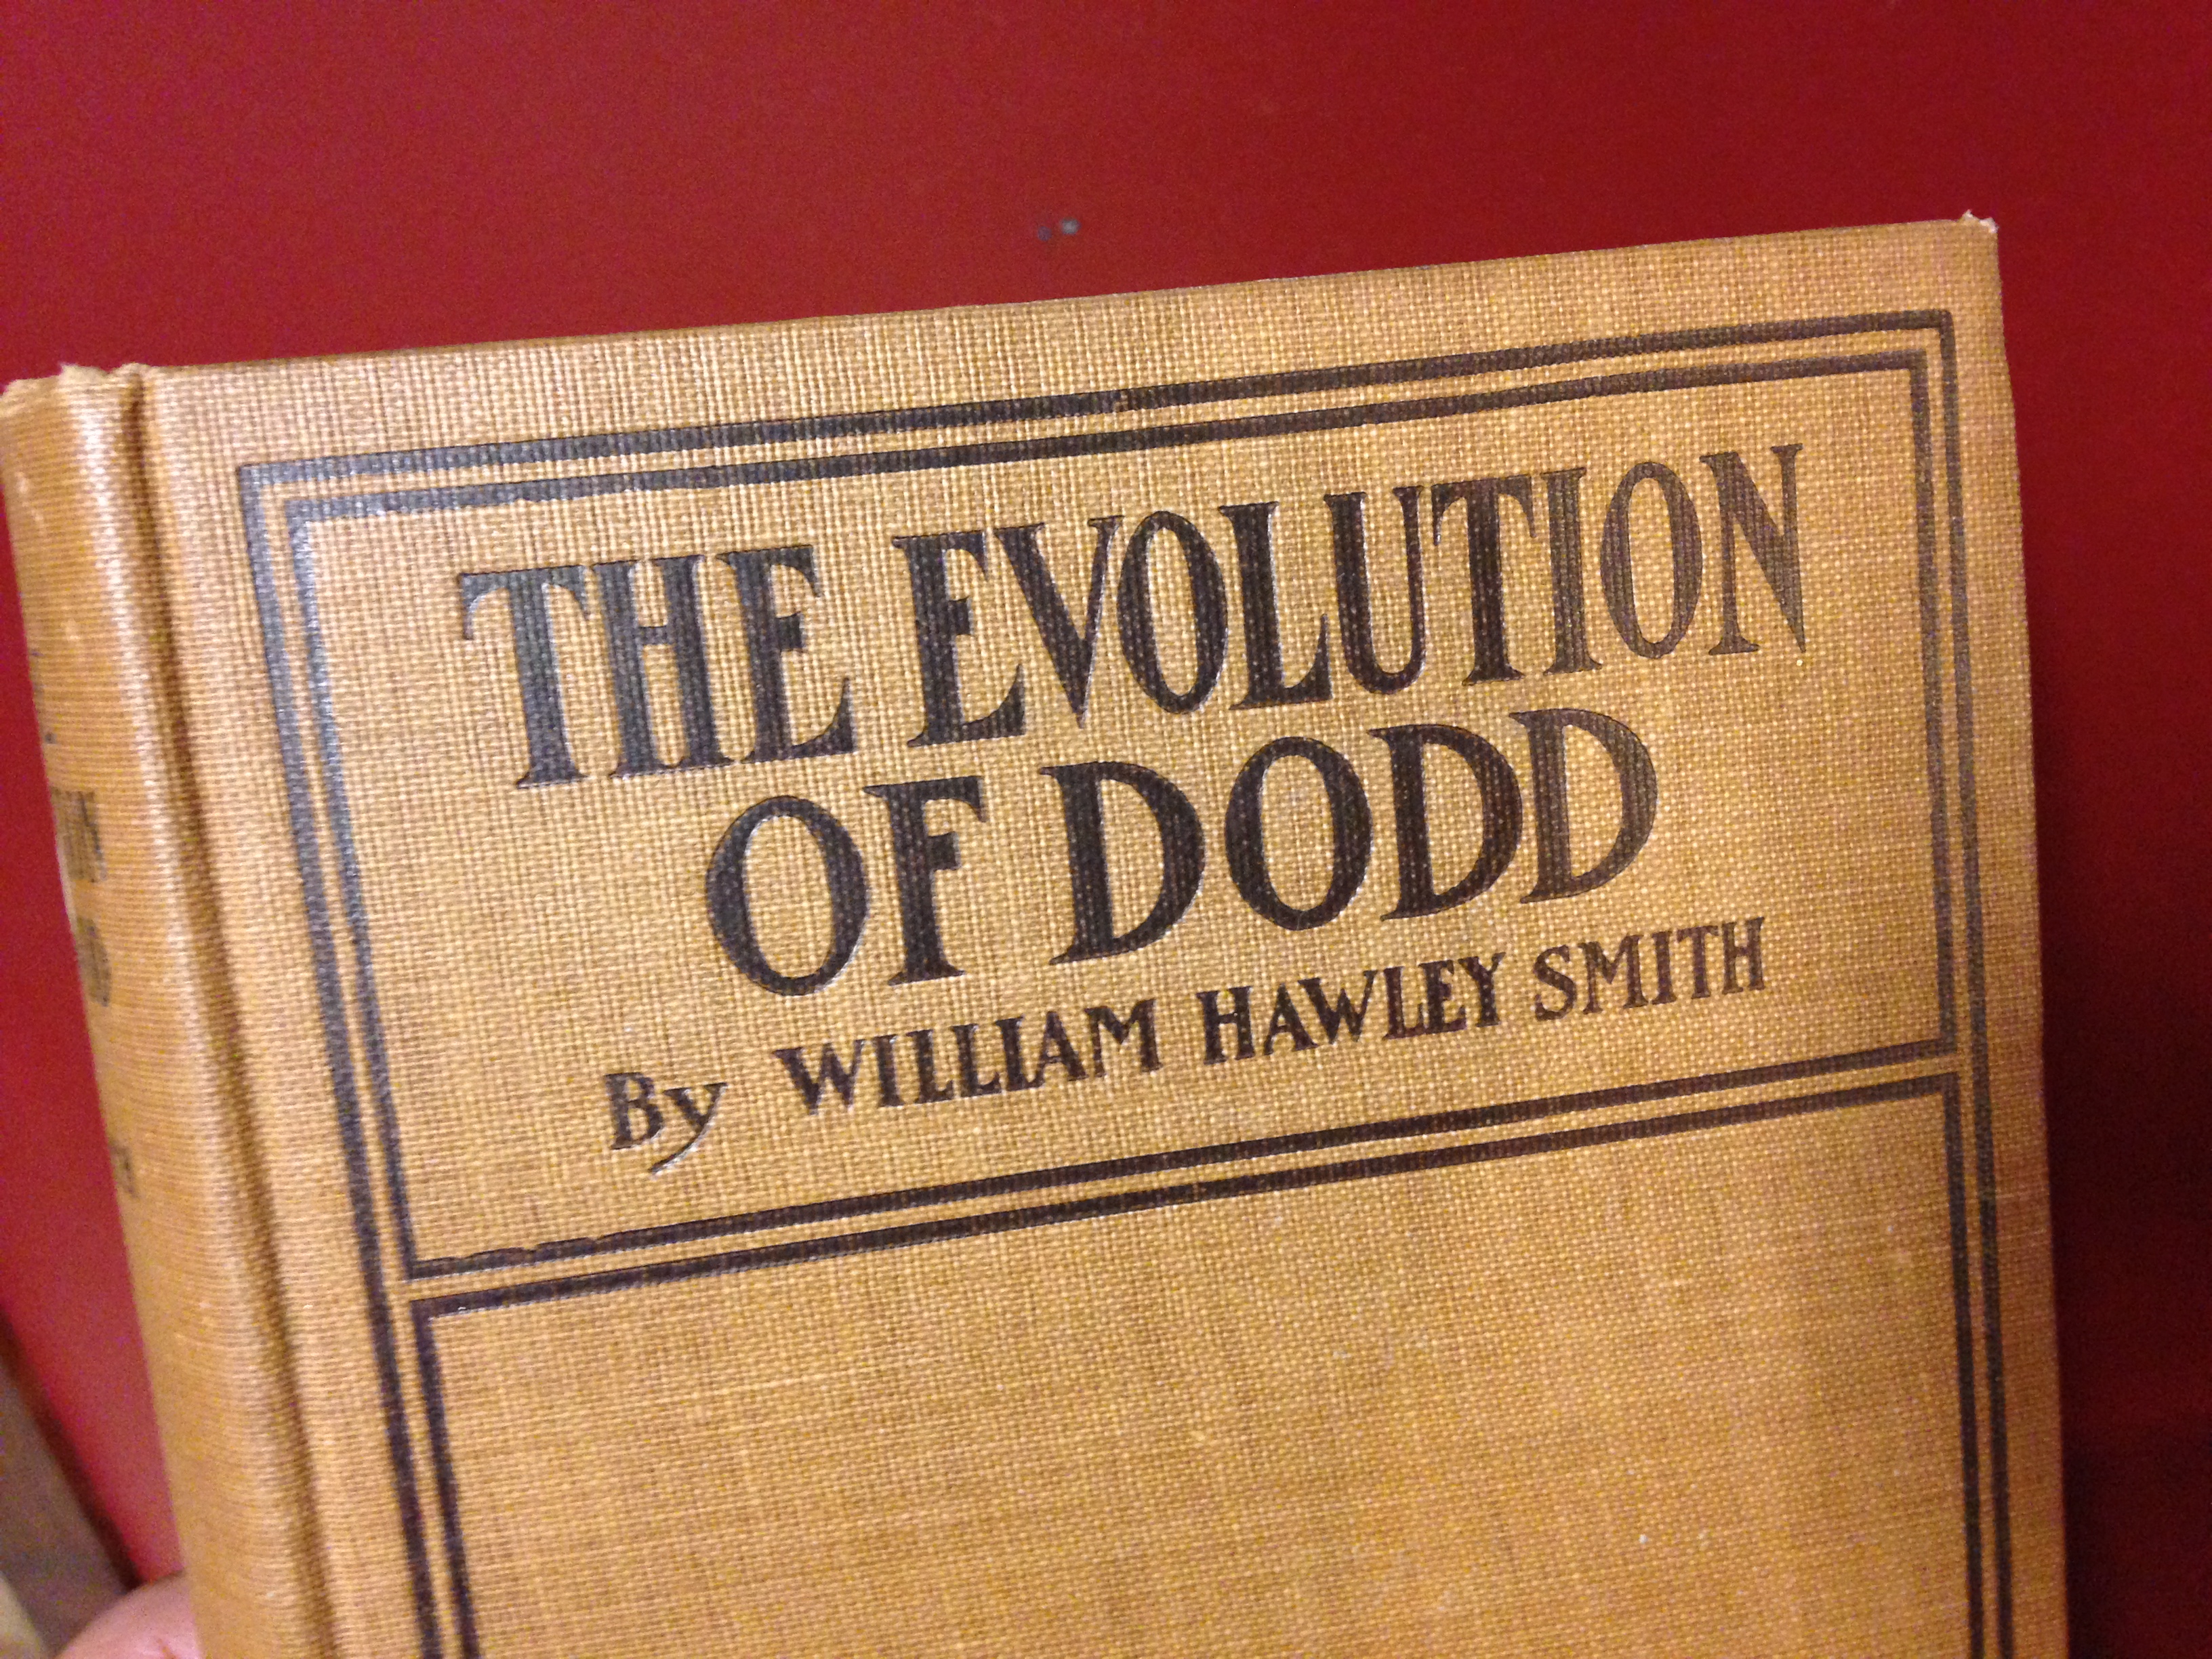 THE EVOLUTION
OF DODD
By WILLIAM HAWLEY SMITH